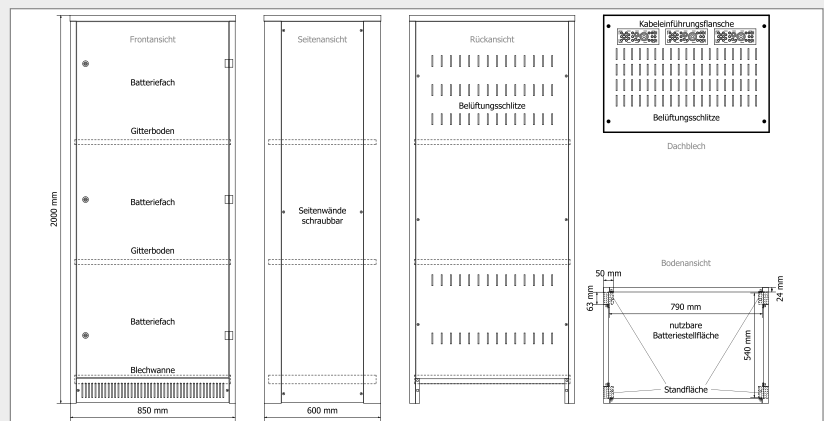 Frontansicht
Batteriefach
Gitterboden
Batteriefach
Gitterboden
Batteriefach
Blechwanne
2000 mm
850 mm
Seitenansicht
Seitenwände
schraubbar
600 mm
Rückansicht
Belüftungsschlitze
Kabeleinführungsflansche
Belüftungsschlitze
Dachblech
Bodenansicht
50 mm
63 mm
24 mm
790 mm
nutzbare
Batteriestellfläche
540 mm
Standfläche